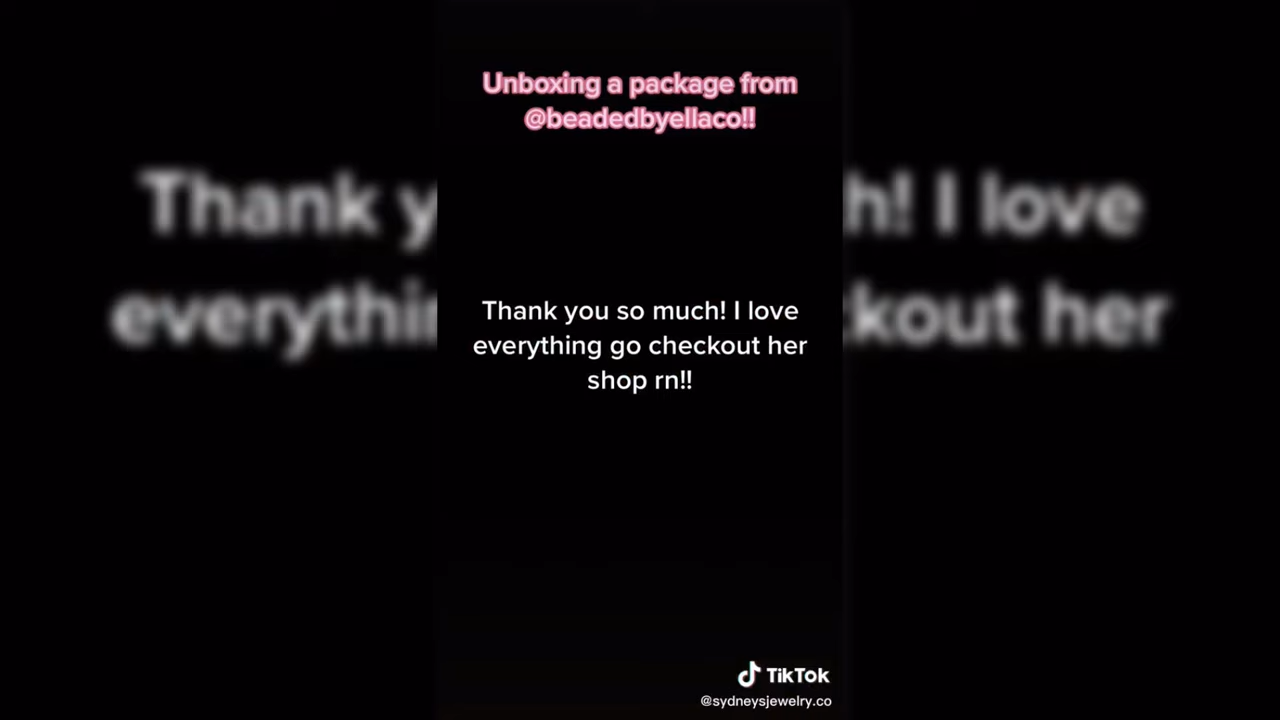 Unboxing a package from
@beadedbyellaco!!
Thank you so much! I love
everything go checkout her
shop rn!!
TikTok
@sydneysjewelry.co